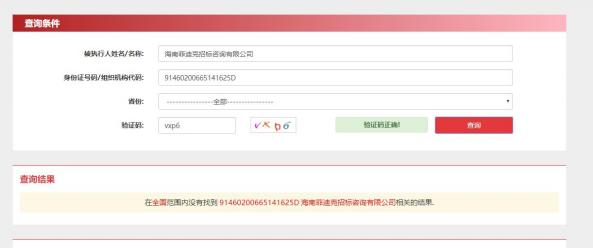 查询条件
被执行人姓名/名称: 海南菲迪克招标咨询有限公司
身份证号码/组织机构代码: 91460200665141625D
省份: ----------------全部----------------
验证码: vxp6 vxp6 验证码正确! 查询
查询结果
在全国范围内没有找到 91460200665141625D 海南菲迪克招标咨询有限公司相关的结果.